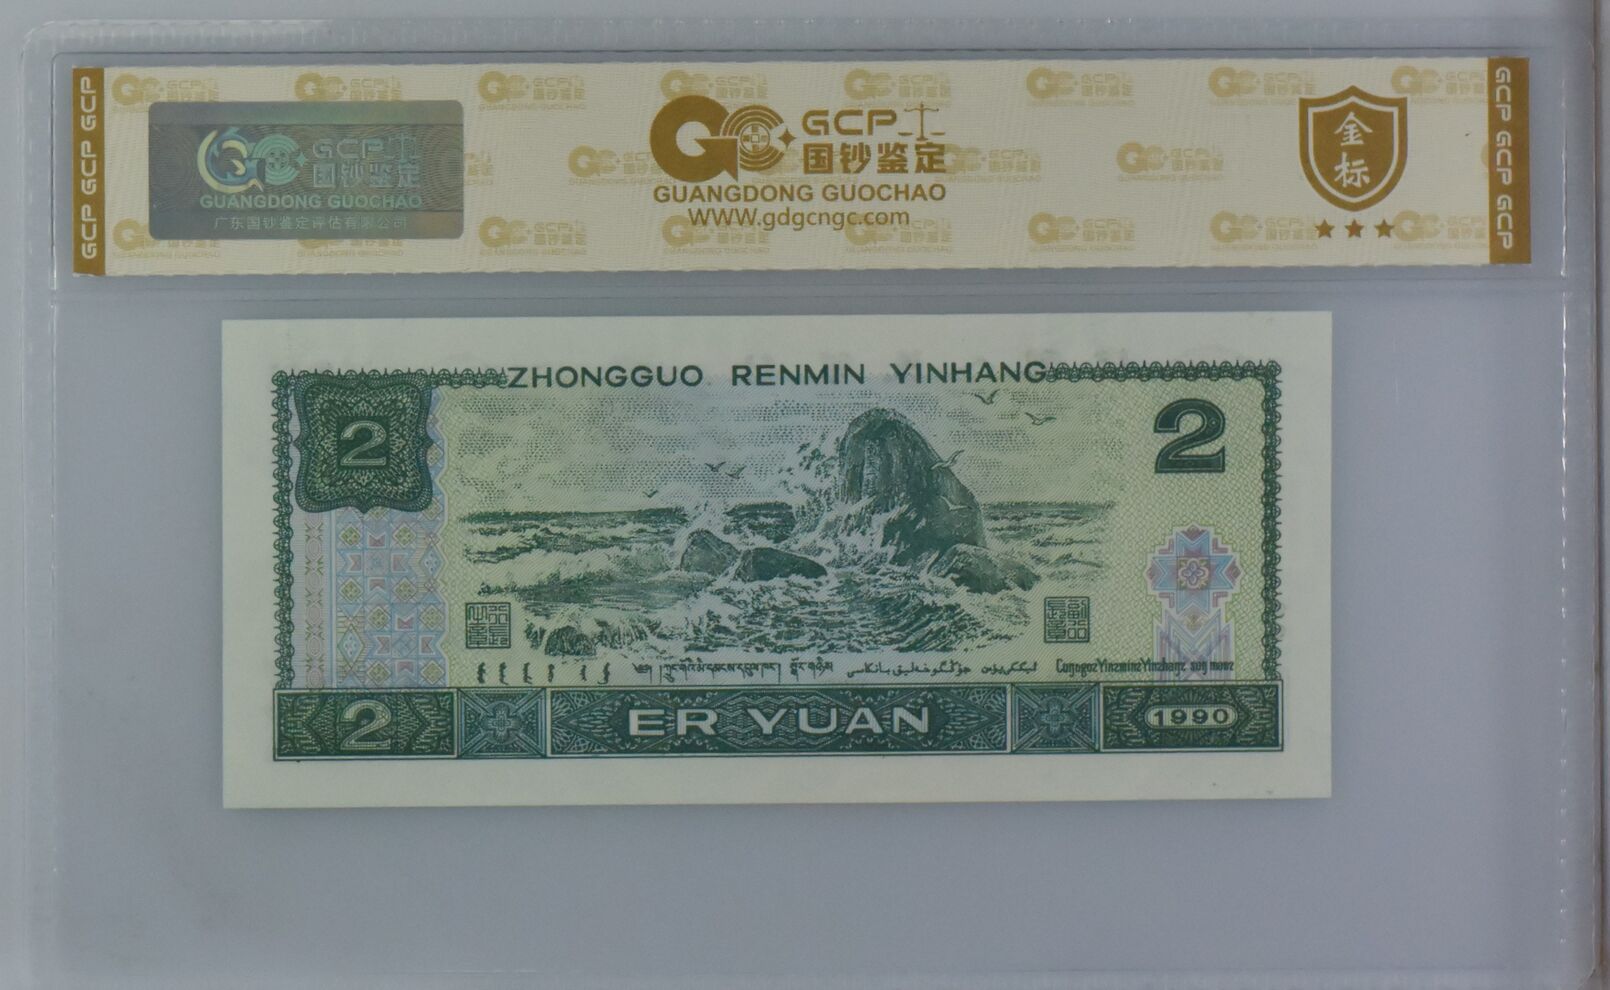 GCP
国钞鉴定
GUANGDONG GUOCHAO
WWW.gdgcngc.com
GCP
国钞鉴定
GUANGDONG GUOCHAO
广东国钞鉴定评估有限公司
金标
GCP GCP GCP
GCP GCP GCP
ZHONGGUO RENMIN YINHANG
2
2
2
ER YUAN
1990